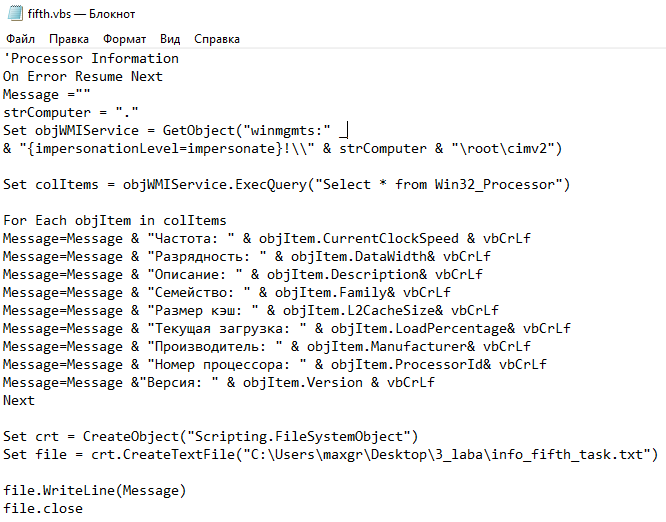 fifth.vbs — Блокнот
Файл Правка Формат Вид Справка
'Processor Information
On Error Resume Next
Message =""
strComputer = "."
Set objWMIService = GetObject("winmgmts:" _
& "{impersonationLevel=impersonate}!\\" & strComputer & "\root\cimv2")

Set colItems = objWMIService.ExecQuery("Select * from Win32_Processor")

For Each objItem in colItems
Message=Message & "Частота: " & objItem.CurrentClockSpeed & vbCrLf
Message=Message & "Разрядность: " & objItem.DataWidth& vbCrLf
Message=Message & "Описание: " & objItem.Description& vbCrLf
Message=Message & "Семейство: " & objItem.Family& vbCrLf
Message=Message & "Размер кэш: " & objItem.L2CacheSize& vbCrLf
Message=Message & "Текущая загрузка: " & objItem.LoadPercentage& vbCrLf
Message=Message & "Производитель: " & objItem.Manufacturer& vbCrLf
Message=Message & "Номер процессора: " & objItem.ProcessorId& vbCrLf
Message=Message &"Версия: " & objItem.Version & vbCrLf
Next

Set crt = CreateObject("Scripting.FileSystemObject")
Set file = crt.CreateTextFile("C:\Users\maxgr\Desktop\3_laba\info_fifth_task.txt")

file.WriteLine(Message)
file.close